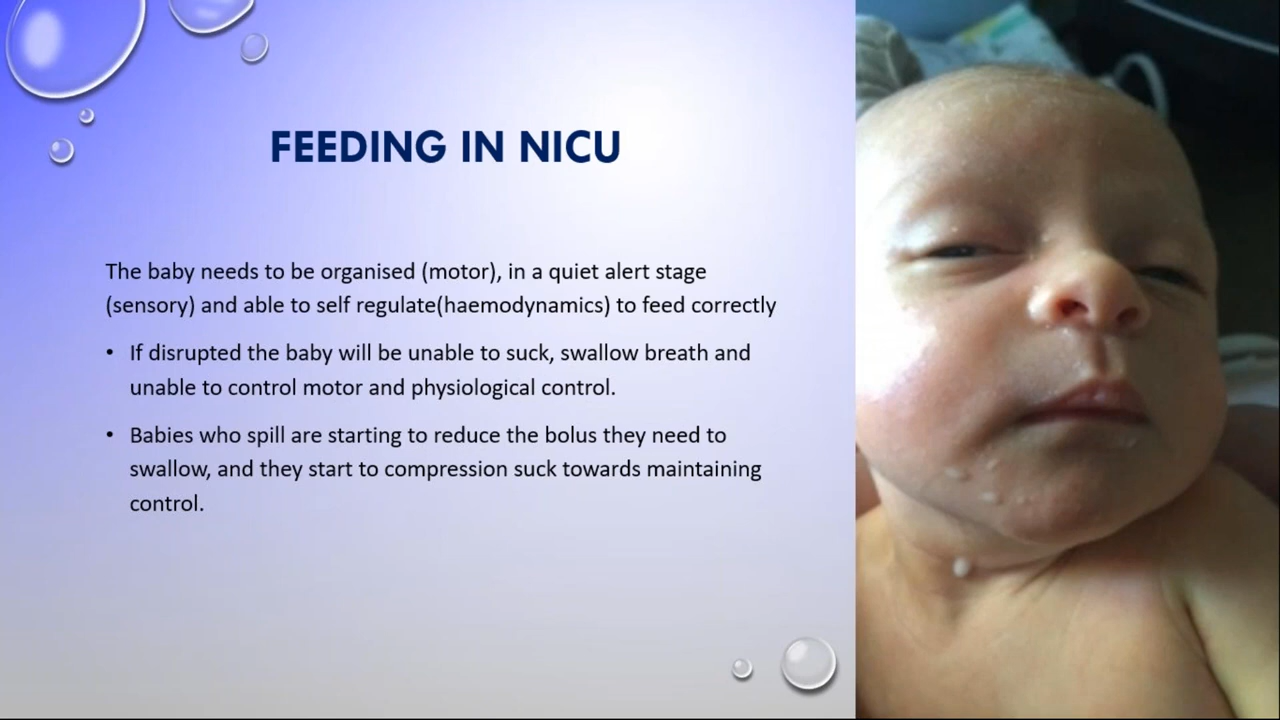 FEEDING IN NICU
The baby needs to be organised (motor), in a quiet alert stage
(sensory) and able to self regulate(haemodynamics) to feed correctly
• If disrupted the baby will be unable to suck, swallow breath and
unable to control motor and physiological control.
• Babies who spill are starting to reduce the bolus they need to
swallow, and they start to compression suck towards maintaining
control.